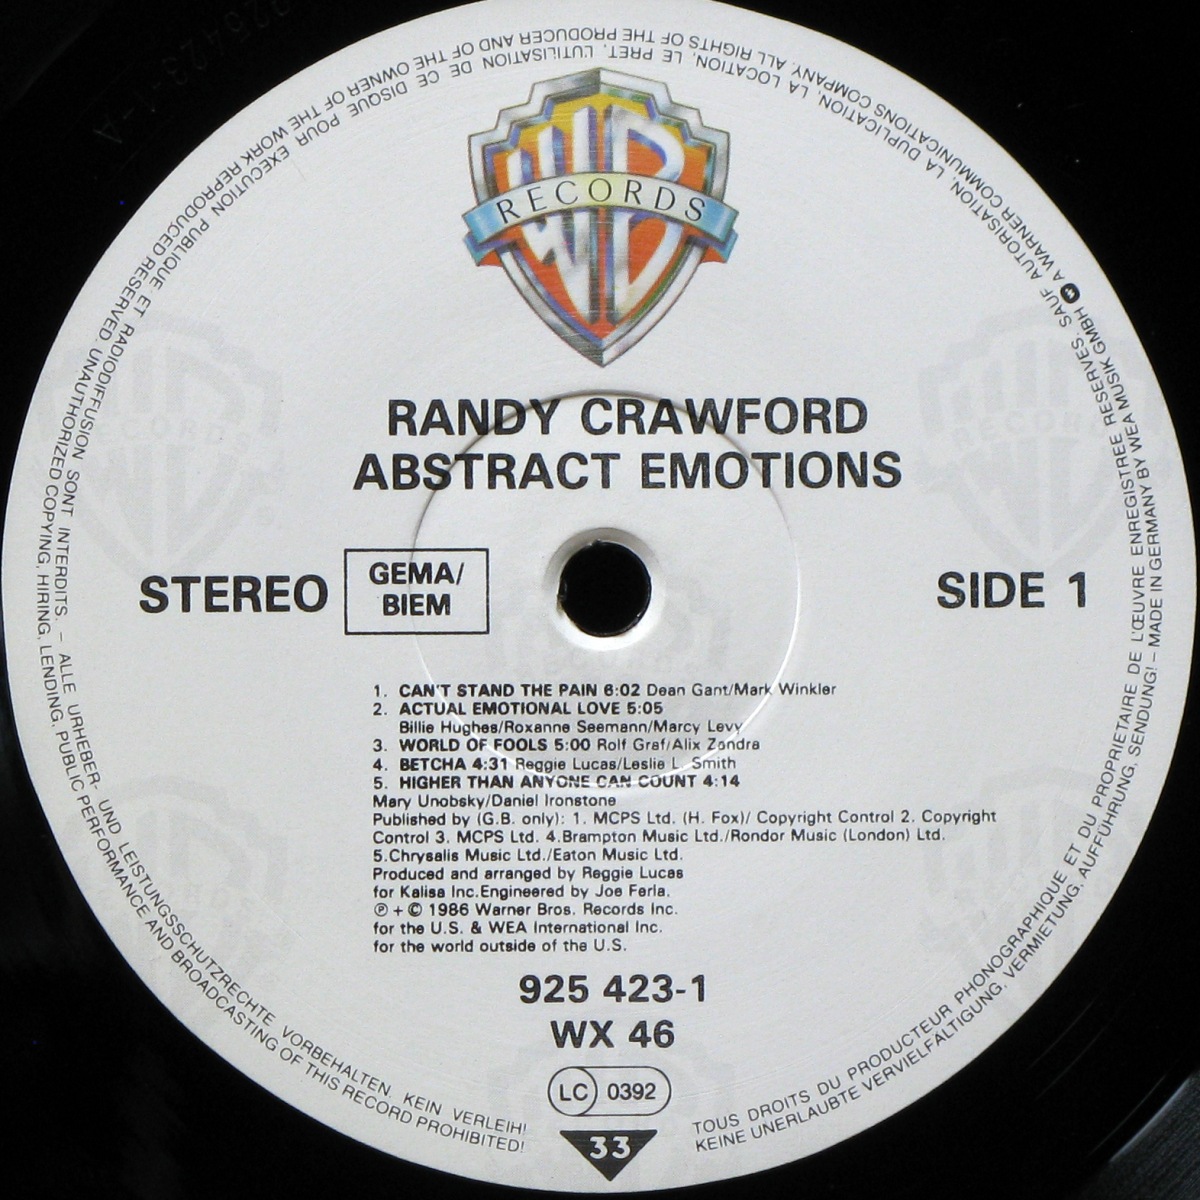 RECORDS
RANDY CRAWFORD
ABSTRACT EMOTIONS
STEREO
GEMA/
BIEM
SIDE 1
1. CAN'T STAND THE PAIN 6:02 Dean Gant/Mark Winkler
2. ACTUAL EMOTIONAL LOVE 5:05
Billie Hughes/Roxanne Seemann/Marcy Levy
3. WORLD OF FOOLS 5:00 Rolf Graf/Alix Zandra
4. BETCHA 4:31 Reggie Lucas/Leslie L. Smith
5. HIGHER THAN ANYONE CAN COUNT 4:14
Mary Unobsky/Daniel Ironstone
Published by (G.B. only): 1. MCPS Ltd. (H. Fox)/ Copyright Control 2. Copyright
Control 3. MCPS Ltd. 4.Brampton Music Ltd./Rondor Music (London) Ltd.
5.Chrysalis Music Ltd./Eaton Music Ltd.
Produced and arranged by Reggie Lucas
for Kalisa Inc.Engineered by Joe Ferla.
℗ + © 1986 Warner Bros. Records Inc.
for the U.S. & WEA International Inc.
for the world outside of the U.S.
925 423-1
WX 46
LC 0392
33
TOUS DROITS DU PRODUCTEUR PHONOGRAPHIQUE ET DU PROPRIETAIRE DE L'ŒUVRE ENREGISTREE RESERVES. SAUF AUTORISATION, LA DUPLICATION, LA LOCATION, LE PRET, L'UTILISATION DE CE DISQUE POUR EXECUTION PUBLIQUE ET RADIODIFFUSION SONT INTERDITS. – ALLE URHEBER- UND LEISTUNGSSCHUTZRECHTE VORBEHALTEN. KEIN VERLEIH!
KEINE UNERLAUBTE VERVIELFÄLTIGUNG, VERMIETUNG, AUFFÜHRUNG, SENDUNG! – MADE IN GERMANY BY WEA MUSIK GMBH A WARNER COMMUNICATIONS COMPANY. ALL RIGHTS OF THE PRODUCER AND OF THE OWNER OF THE WORK REPRODUCED RESERVED. UNAUTHORIZED COPYING, HIRING, LENDING, PUBLIC PERFORMANCE AND BROADCASTING OF THIS RECORD PROHIBITED!